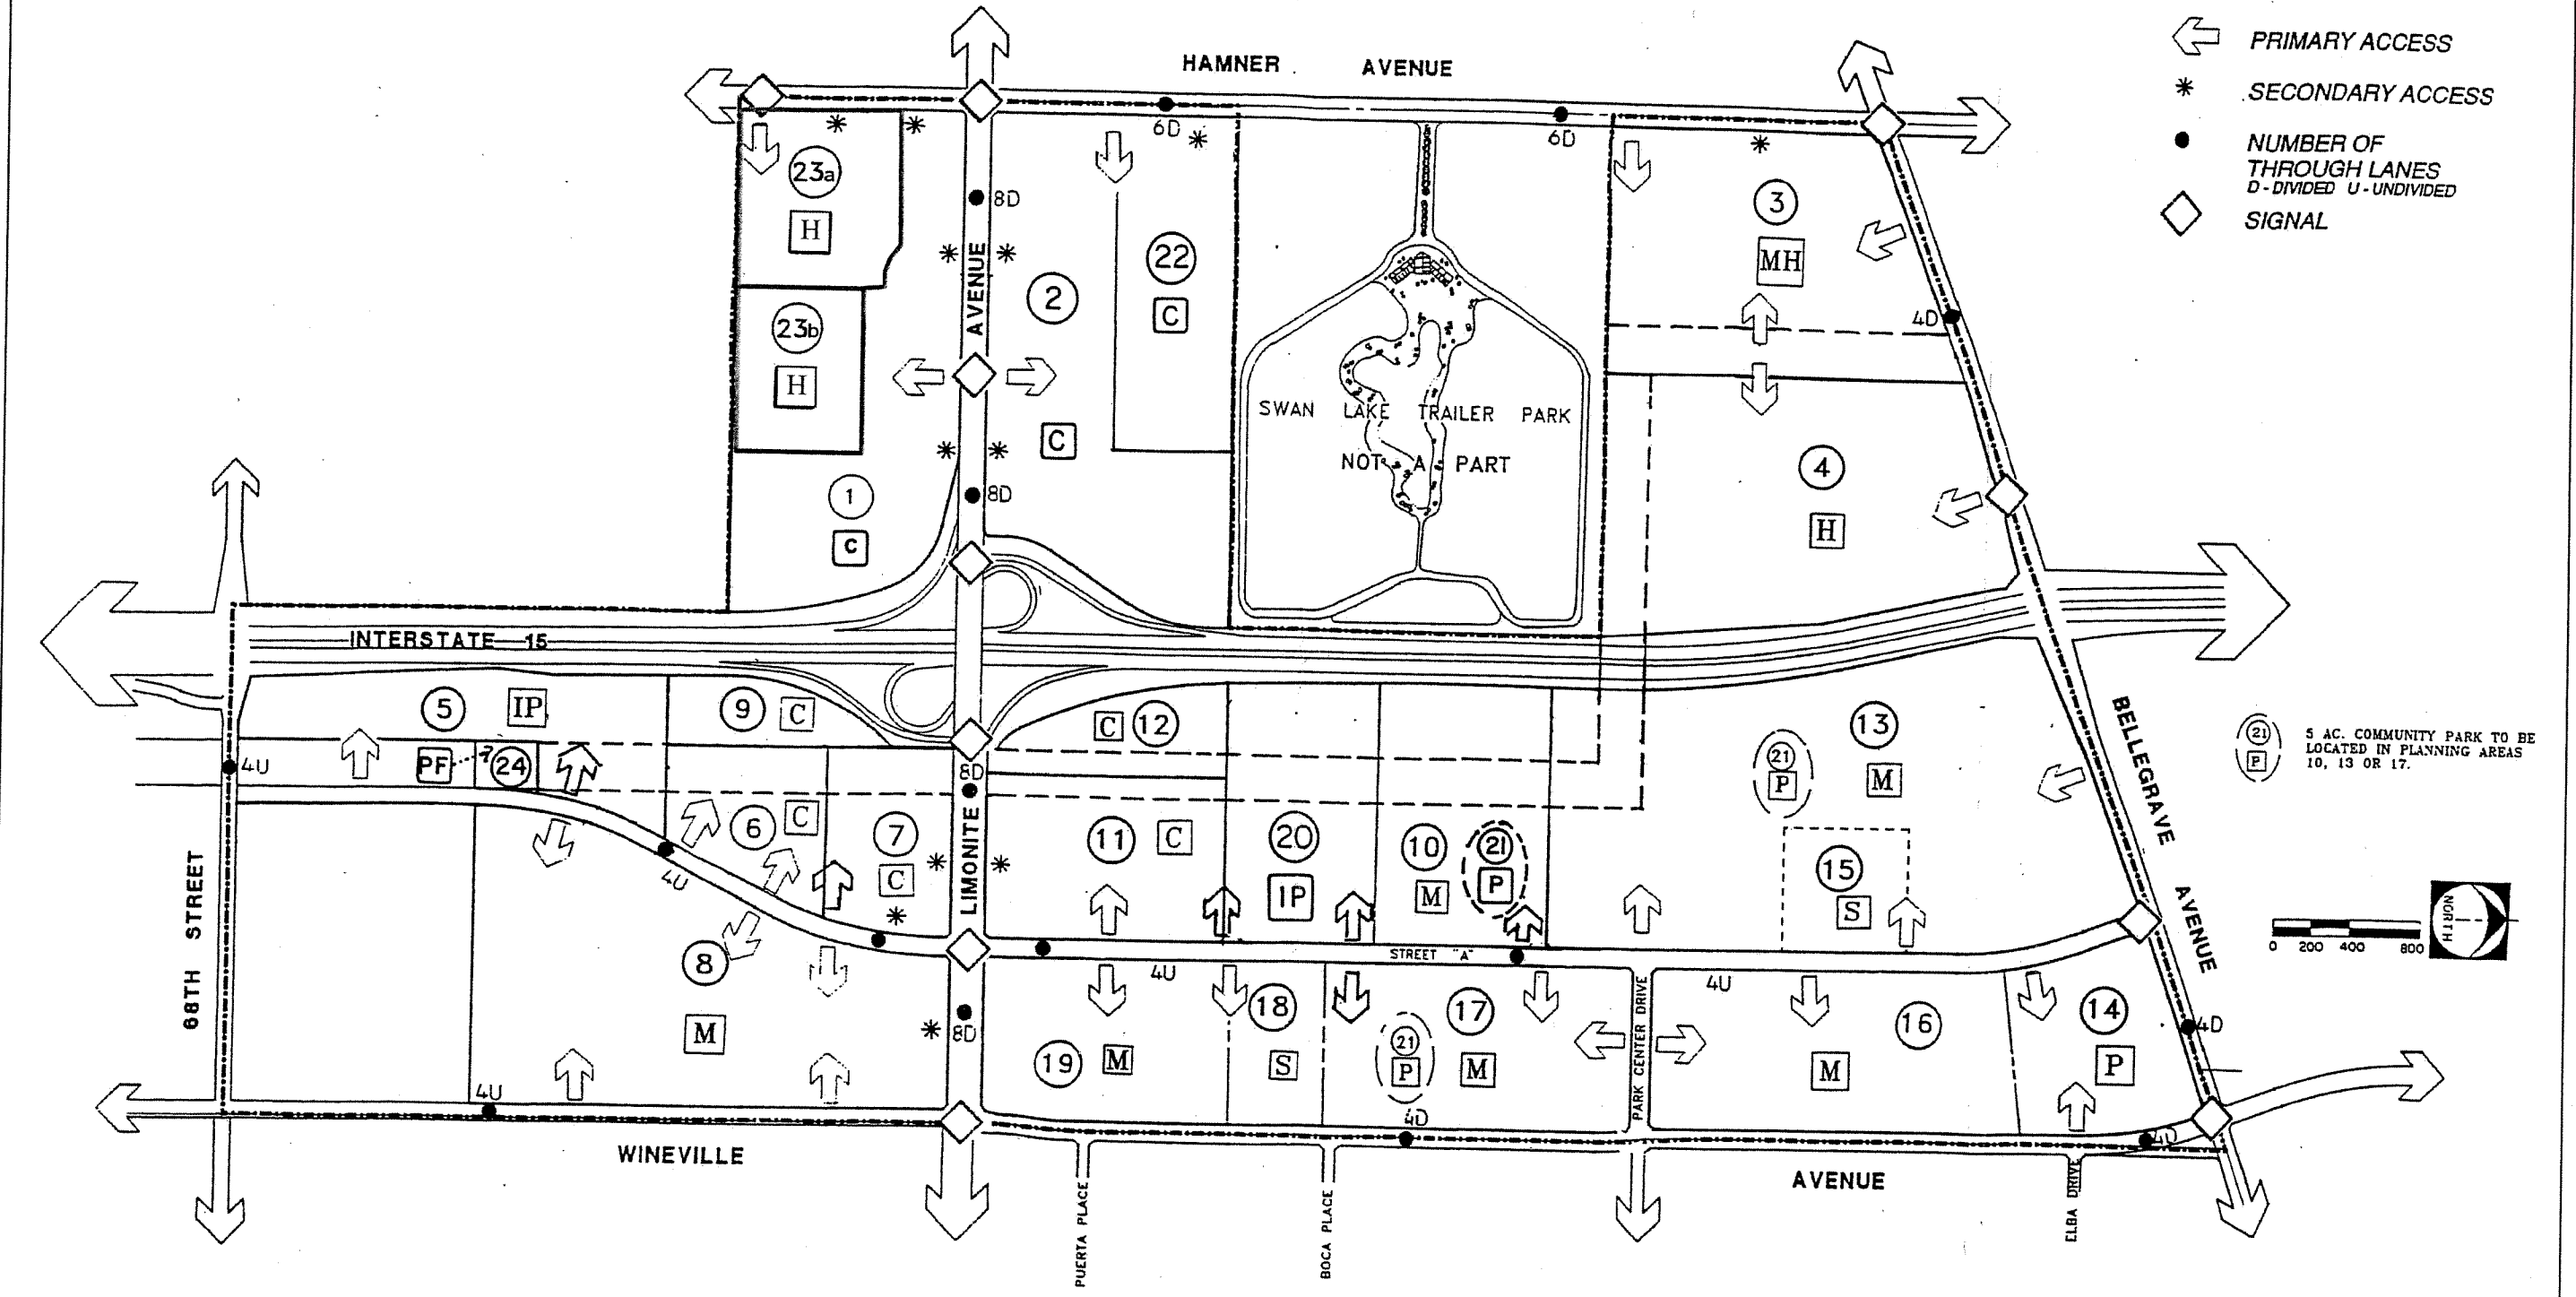 PRIMARY ACCESS
SECONDARY ACCESS
NUMBER OF
THROUGH LANES
D - DIVIDED U - UNDIVIDED
SIGNAL
HAMNER AVENUE
6D
6D
23a
H
23b
H
8D
AVENUE
2
22
C
C
3
MH
4D
SWAN LAKE TRAILER PARK
NOT A PART
4
H
1
C
8D
INTERSTATE 15
5
IP
9
C
C
12
13
21
P
M
BELLEGRAVE
AVENUE
21
P
5 AC. COMMUNITY PARK TO BE
LOCATED IN PLANNING AREAS
10, 13 OR 17.
4U
PF
24
8D
6
C
7
C
LIMONITE
11
C
20
IP
10
M
21
P
15
S
4U
68TH STREET
8
M
STREET "A"
4U
4U
8D
19
M
18
S
17
21
P
M
PARK CENTER DRIVE
16
M
14
P
4D
NORTH
0 200 400 800
4U
4D
4D
WINEVILLE
AVENUE
PUERTA PLACE
BOCA PLACE
ELBA DRIVE